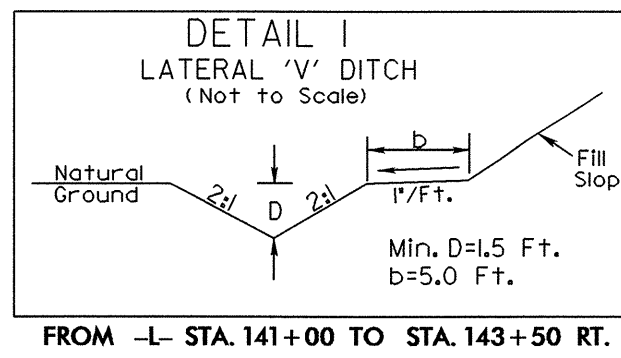 DETAIL 1
LATERAL 'V' DITCH
(Not to Scale)
b
Natural
Ground
2:1
D
2:1
1"/Ft.
Fill
Slop
Min. D=1.5 Ft.
b=5.0 Ft.
FROM -L- STA. 141+00 TO STA. 143+50 RT.